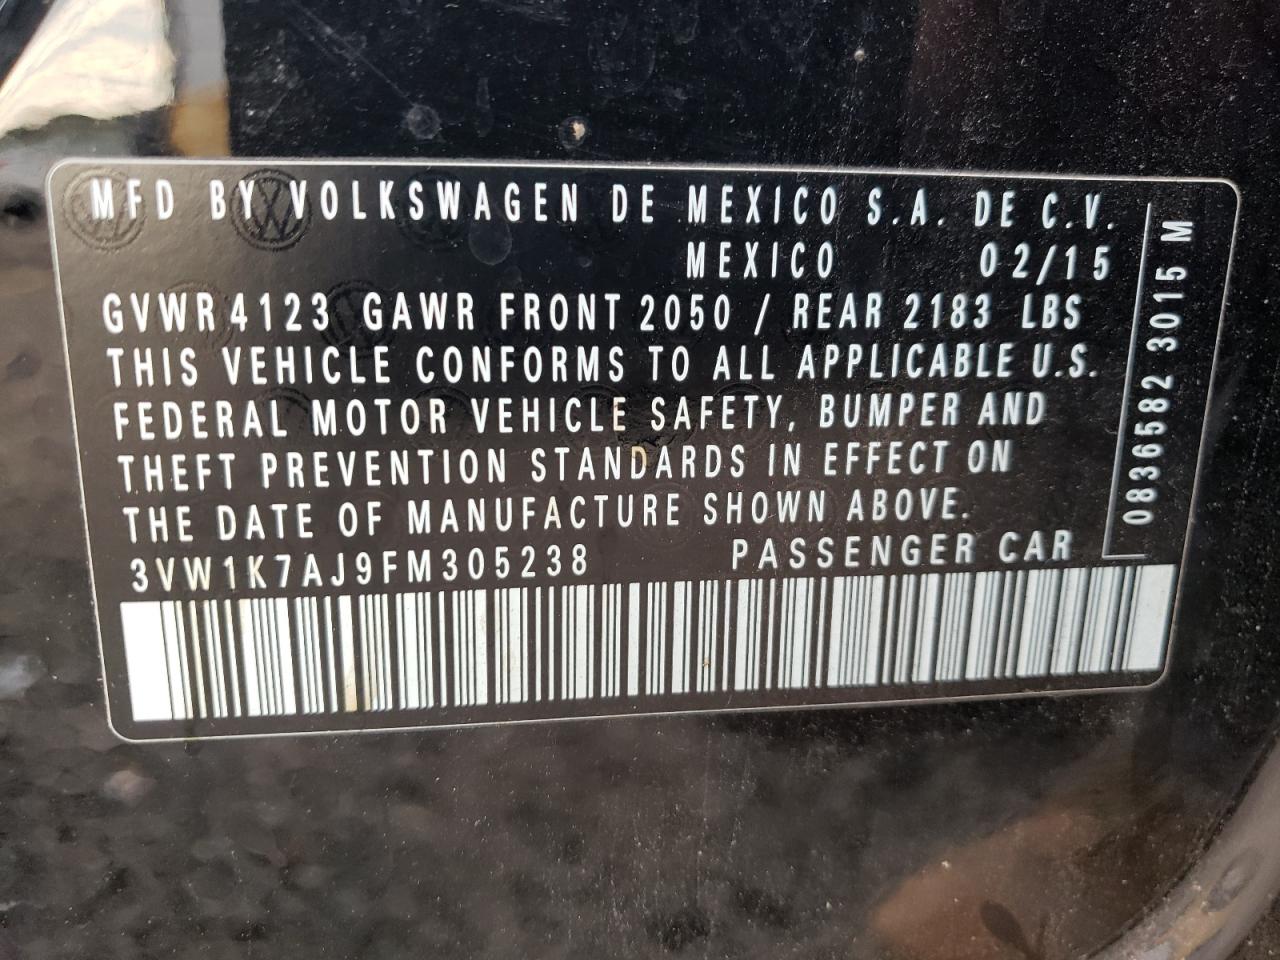 MFD BY VOLKSWAGEN DE MEXICO S.A. DE C.V.
MEXICO 02/15
GVWR 4123 GAWR FRONT 2050 / REAR 2183 LBS
THIS VEHICLE CONFORMS TO ALL APPLICABLE U.S.
FEDERAL MOTOR VEHICLE SAFETY, BUMPER AND
THEFT PREVENTION STANDARDS IN EFFECT ON
THE DATE OF MANUFACTURE SHOWN ABOVE.
3VW1K7AJ9FM305238 PASSENGER CAR
0836582 3015 M